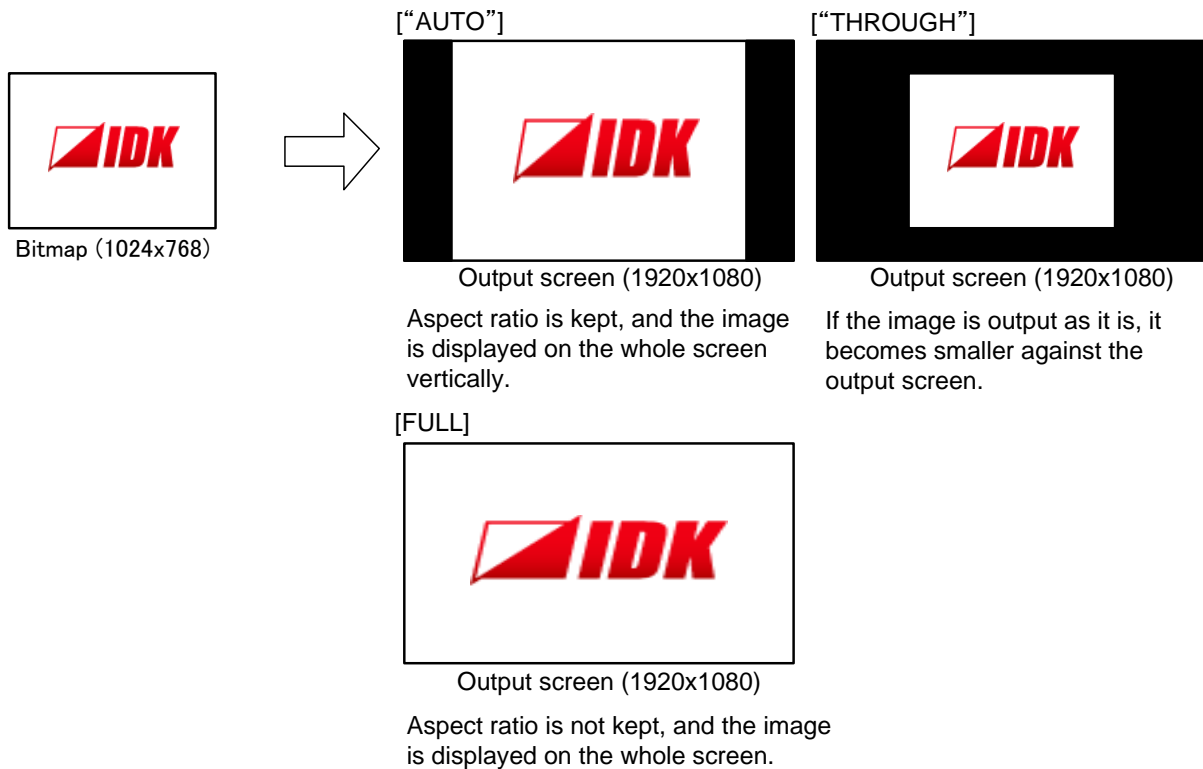 [“AUTO”]
IDK
Output screen (1920x1080)
Aspect ratio is kept, and the image
is displayed on the whole screen
vertically.
[“THROUGH”]
IDK
Output screen (1920x1080)
If the image is output as it is, it
becomes smaller against the
output screen.
IDK
Bitmap (1024x768)
[FULL]
IDK
Output screen (1920x1080)
Aspect ratio is not kept, and the image
is displayed on the whole screen.